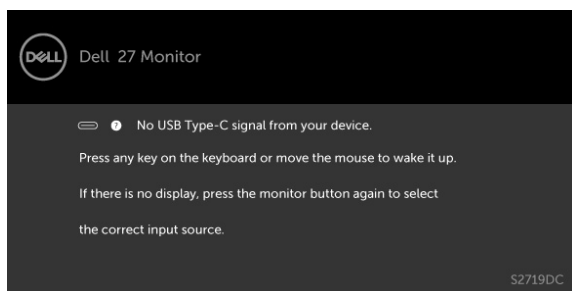 DELL Dell 27 Monitor
? No USB Type-C signal from your device.
Press any key on the keyboard or move the mouse to wake it up.
If there is no display, press the monitor button again to select
the correct input source.
S2719DC